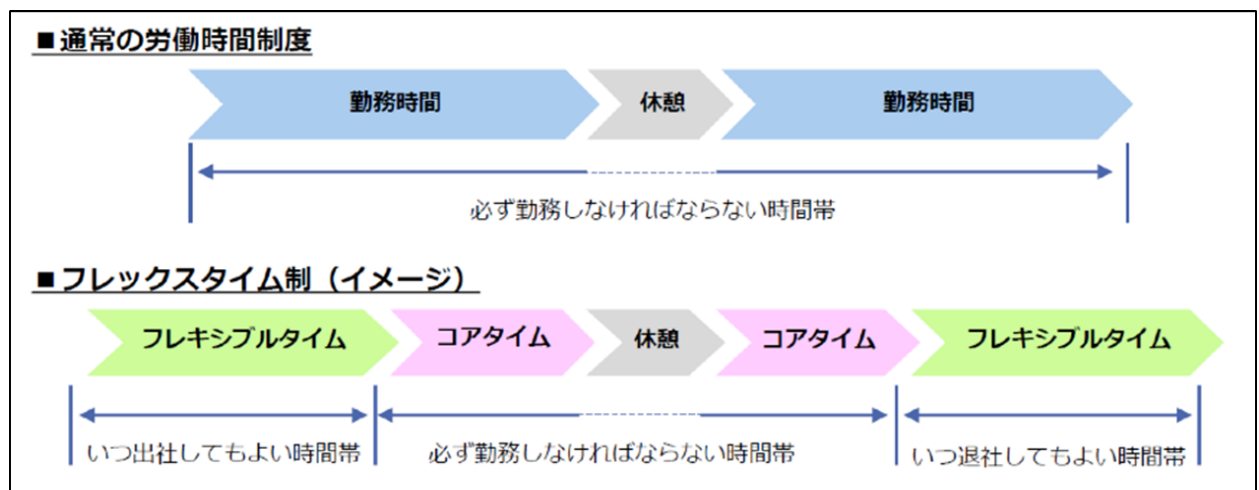 ■通常の労働時間制度
勤務時間 休憩 勤務時間
必ず勤務しなければならない時間帯
■フレックスタイム制（イメージ）
フレキシブルタイム コアタイム 休憩 コアタイム フレキシブルタイム
いつ出社してもよい時間帯 必ず勤務しなければならない時間帯 いつ退社してもよい時間帯